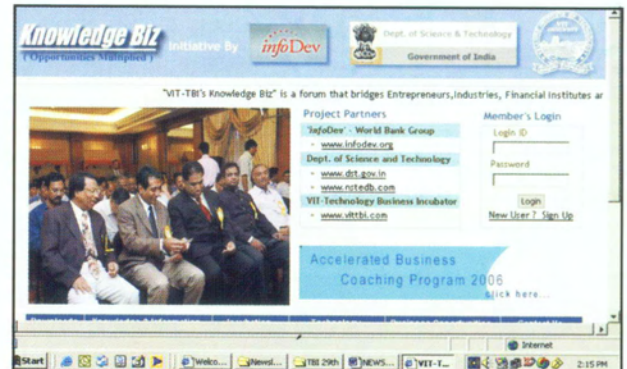 Knowledge Biz
( Opportunities Multiplied )
Initiative By
infoDev
Dept. of Science & Technology
Government of India
"VIT-TBI's Knowledge Biz" is a forum that bridges Entrepreneurs,Industries, Financial Institutes ar
Project Partners
'infoDev' - World Bank Group
www.infodev.org
Dept. of Science and Technology
www.dst.gov.in
www.nstedb.com
VIT-Technology Business Incubator
www.vittbi.com
Member's Login
Login ID
Password
Login
New User ? Sign Up
Accelerated Business
Coaching Program 2006
click here...
Internet
Start
Welco...
Newsl...
TBI 29th
NEWS...
VIT-T...
2:15 PM